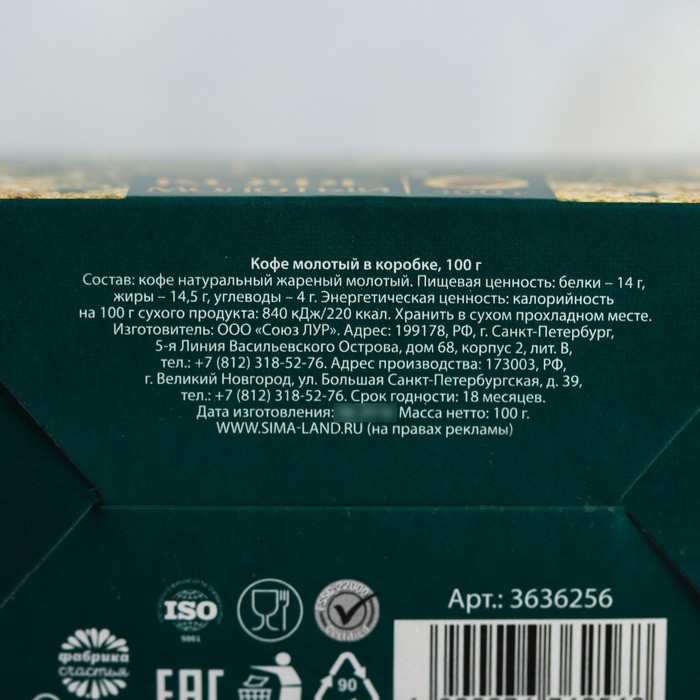 Кофе молотый в коробке, 100 г
Состав: кофе натуральный жареный молотый. Пищевая ценность: белки – 14 г,
жиры – 14,5 г, углеводы – 4 г. Энергетическая ценность: калорийность
на 100 г сухого продукта: 840 кДж/220 ккал. Хранить в сухом прохладном месте.
Изготовитель: ООО «Союз ЛУР». Адрес: 199178, РФ, г. Санкт-Петербург,
5-я Линия Васильевского Острова, дом 68, корпус 2, лит. В,
тел.: +7 (812) 318-52-76. Адрес производства: 173003, РФ,
г. Великий Новгород, ул. Большая Санкт-Петербургская, д. 39,
тел.: +7 (812) 318-52-76. Срок годности: 18 месяцев.
Дата изготовления: Масса нетто: 100 г.
WWW.SIMA-LAND.RU (на правах рекламы)
Арт.: 3636256
ISO
9001
фабрика
счастья
EAC
90